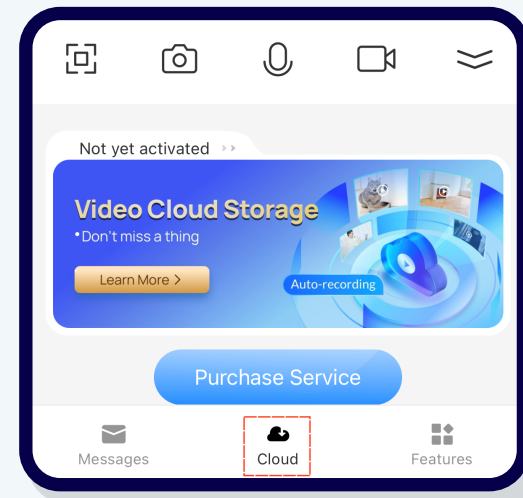 Not yet activated
Video Cloud Storage
•Don't miss a thing
Learn More >
Auto-recording
Purchase Service
Messages
Cloud
Features